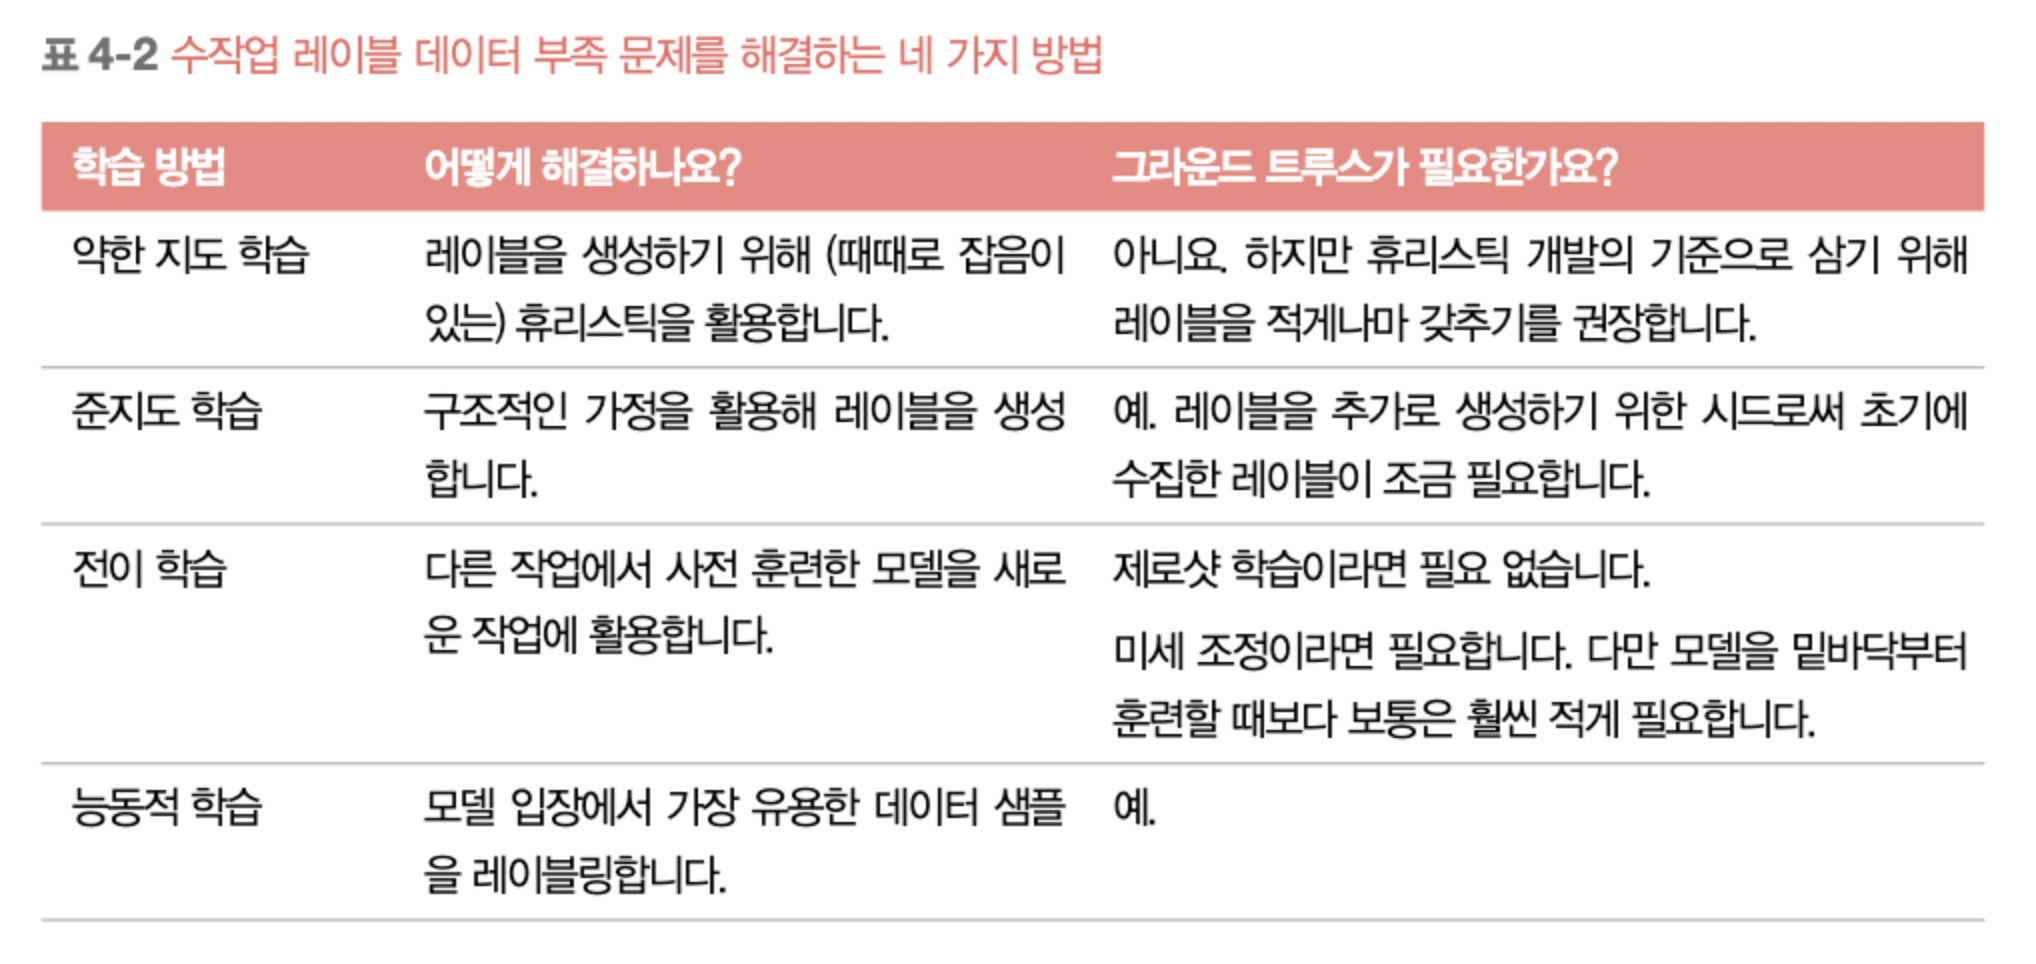 표 4-2 수작업 레이블 데이터 부족 문제를 해결하는 네 가지 방법
학습 방법 어떻게 해결하나요? 그라운드 트루스가 필요한가요?
약한 지도 학습
레이블을 생성하기 위해 (때때로 잡음이
있는) 휴리스틱을 활용합니다.
아니요. 하지만 휴리스틱 개발의 기준으로 삼기 위해
레이블을 적게나마 갖추기를 권장합니다.
준지도 학습
구조적인 가정을 활용해 레이블을 생성
합니다.
예. 레이블을 추가로 생성하기 위한 시드로써 초기에
수집한 레이블이 조금 필요합니다.
전이 학습
다른 작업에서 사전 훈련한 모델을 새로
운 작업에 활용합니다.
제로샷 학습이라면 필요 없습니다.
미세 조정이라면 필요합니다. 다만 모델을 밑바닥부터
훈련할 때보다 보통은 훨씬 적게 필요합니다.
능동적 학습
모델 입장에서 가장 유용한 데이터 샘플
을 레이블링합니다.
예.